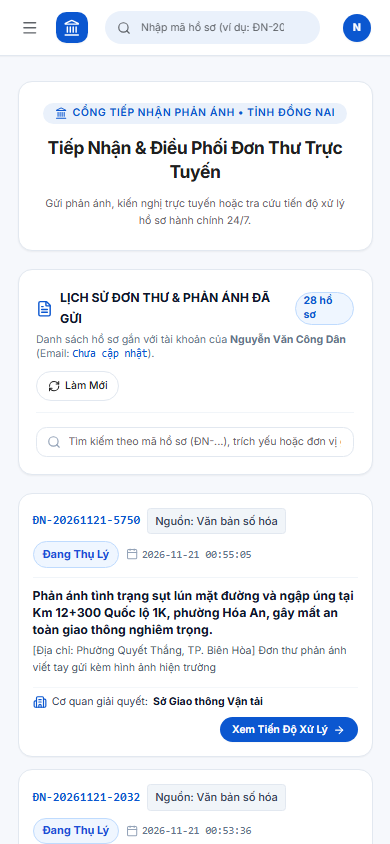 Nhập mã hồ sơ (ví dụ: ĐN-202
N
CỔNG TIẾP NHẬN PHẢN ÁNH • TỈNH ĐỒNG NAI
Tiếp Nhận & Điều Phối Đơn Thư Trực
Tuyến
Gửi phản ánh, kiến nghị trực tuyến hoặc tra cứu tiến độ xử lý
hồ sơ hành chính 24/7.
LỊCH SỬ ĐƠN THƯ & PHẢN ÁNH ĐÃ
GỬI
28 hồ
sơ
Danh sách hồ sơ gắn với tài khoản của Nguyễn Văn Công Dân
(Email: Chưa cập nhật).
Làm Mới
Tìm kiếm theo mã hồ sơ (ĐN-...), trích yếu hoặc đơn vị
ĐN-20261121-5750
Nguồn: Văn bản số hóa
Đang Thụ Lý
2026-11-21 00:55:05
Phản ánh tình trạng sụt lún mặt đường và ngập úng tại
Km 12+300 Quốc lộ 1K, phường Hóa An, gây mất an
toàn giao thông nghiêm trọng.
[Địa chỉ: Phường Quyết Thắng, TP. Biên Hòa] Đơn thư phản ánh
viết tay gửi kèm hình ảnh hiện trường
Cơ quan giải quyết: Sở Giao thông Vận tải
Xem Tiến Độ Xử Lý
ĐN-20261121-2032
Nguồn: Văn bản số hóa
Đang Thụ Lý
2026-11-21 00:53:36